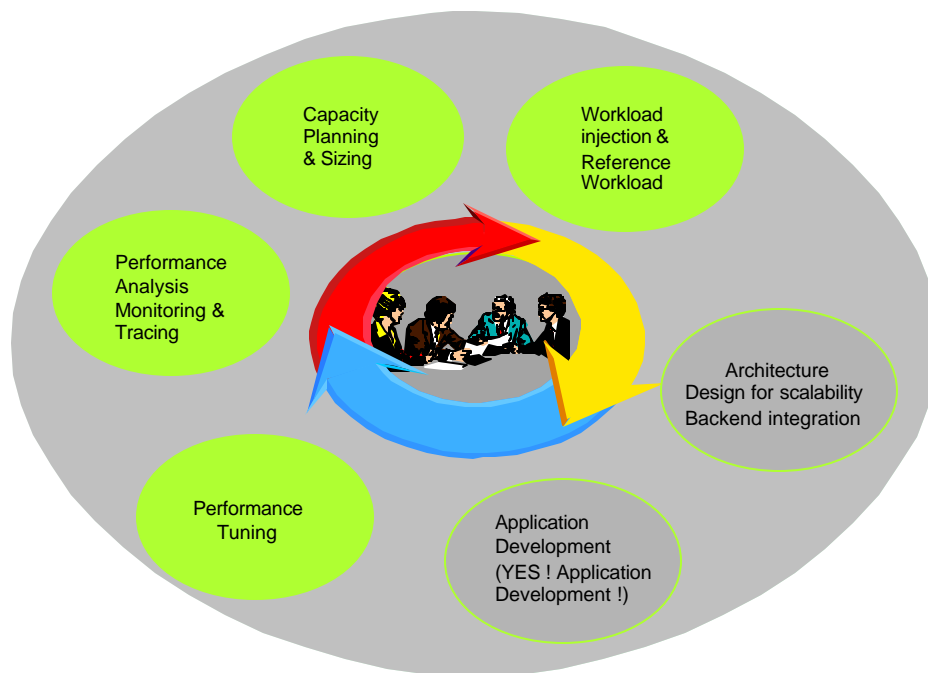 Capacity
Planning
& Sizing
Workload
injection &
Reference
Workload
Performance
Analysis
Monitoring &
Tracing
Architecture
Design for scalability
Backend integration
Performance
Tuning
Application
Development
(YES ! Application
Development !)